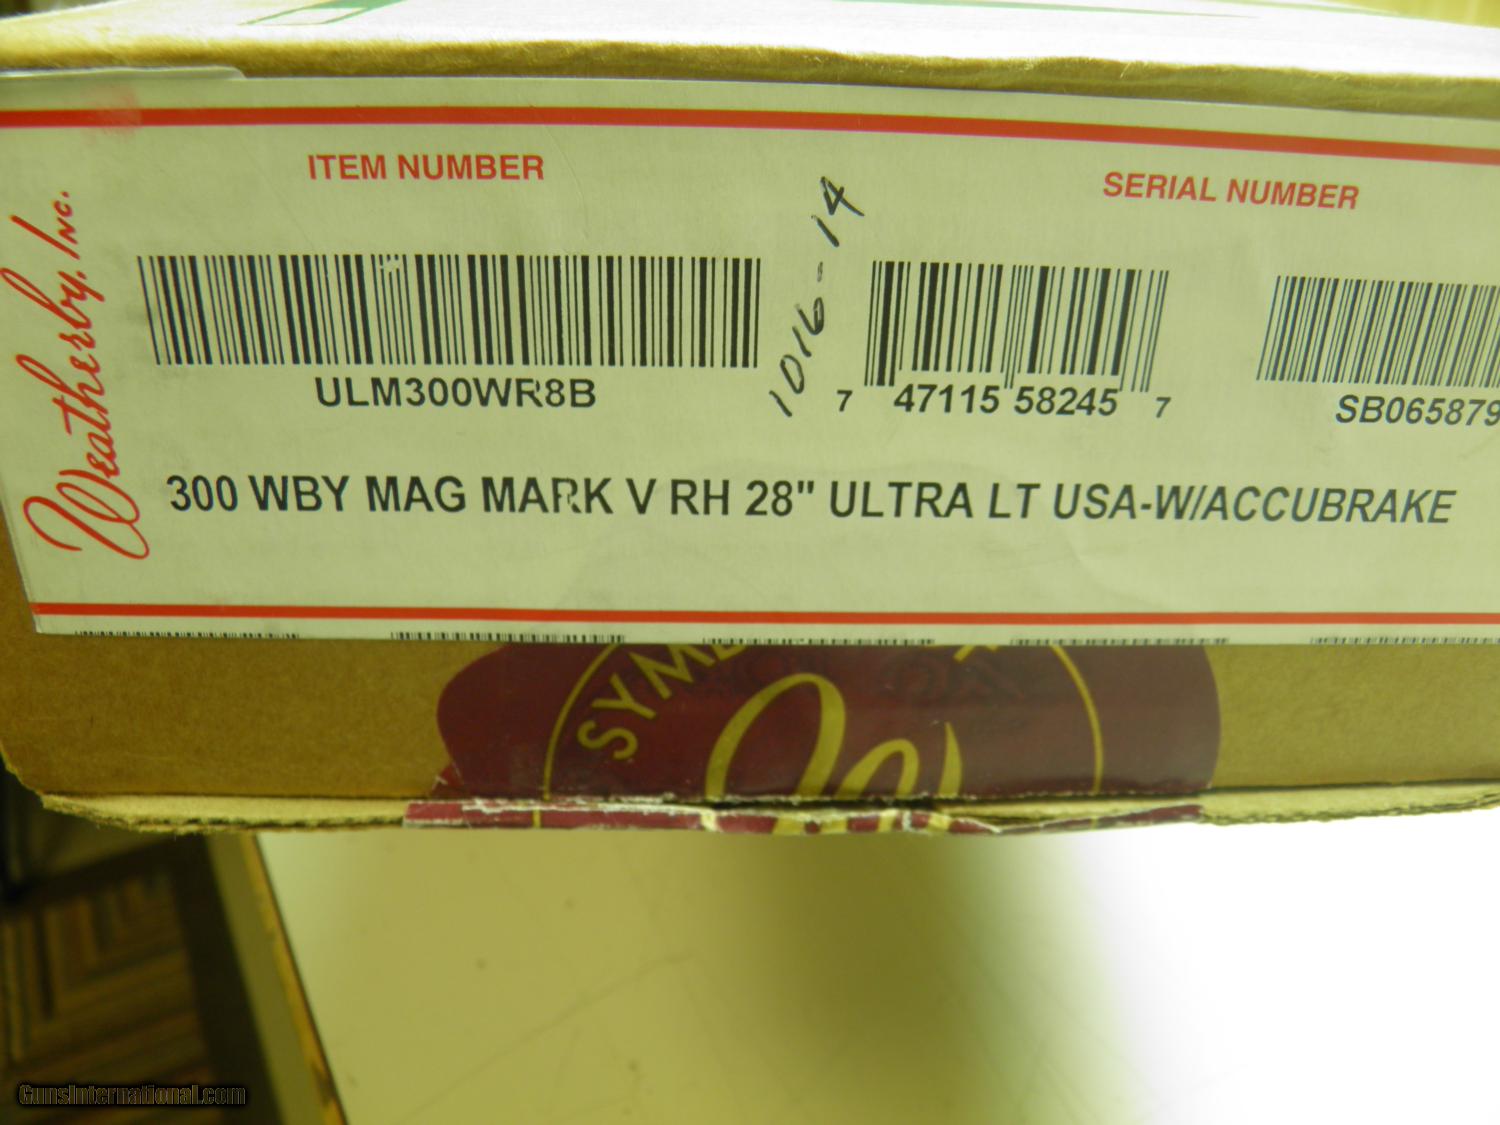 ITEM NUMBER
SERIAL NUMBER
Weatherby, Inc.
1016-14
ULM300WR8B
7 47115 58245 7
SB065879
300 WBY MAG MARK V RH 28" ULTRA LT USA-W/ACCUBRAKE
GunsInternational.com